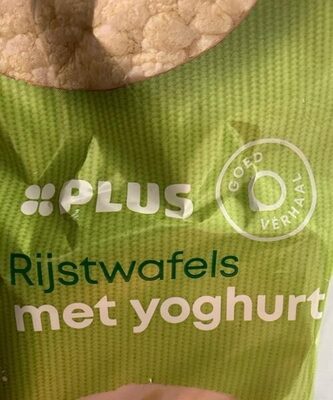 PLUS
GOED
VERHAAL
Rijstwafels
met yoghurt